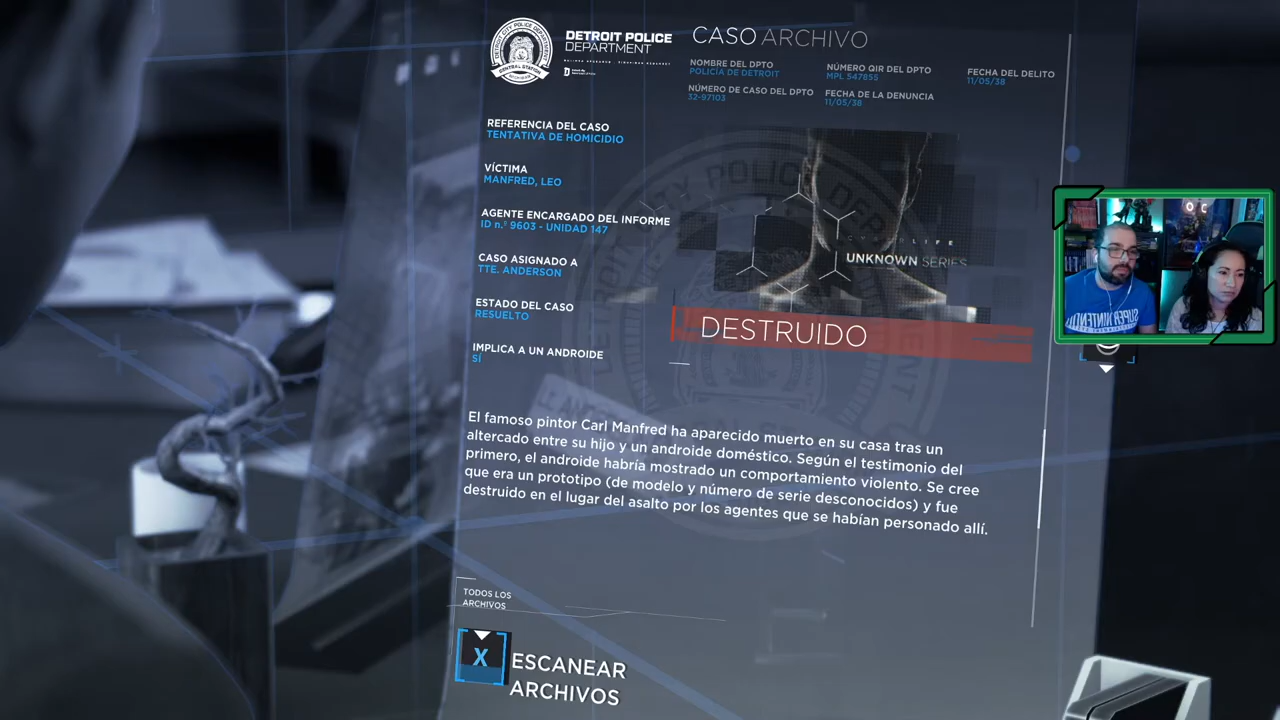 DETROIT POLICE
DEPARTMENT
CASO ARCHIVO
NOMBRE DEL DPTO
POLICÍA DE DETROIT
NÚMERO QIR DEL DPTO
MPL 547855
FECHA DEL DELITO
11/05/38
NÚMERO DE CASO DEL DPTO
32-97103
FECHA DE LA DENUNCIA
11/05/38
REFERENCIA DEL CASO
TENTATIVA DE HOMICIDIO
VÍCTIMA
MANFRED, LEO
AGENTE ENCARGADO DEL INFORME
ID n.º 9603 - UNIDAD 147
CASO ASIGNADO A
TTE. ANDERSON
ESTADO DEL CASO
RESUELTO
IMPLICA A UN ANDROIDE
SÍ
UNKNOWN SERIES
DESTRUIDO
El famoso pintor Carl Manfred ha aparecido muerto en su casa tras un
altercado entre su hijo y un androide doméstico. Según el testimonio del
primero, el androide habría mostrado un comportamiento violento. Se cree
que era un prototipo (de modelo y número de serie desconocidos) y fue
destruido en el lugar del asalto por los agentes que se habían personado allí.
TODOS LOS
ARCHIVOS
X
ESCANEAR
ARCHIVOS